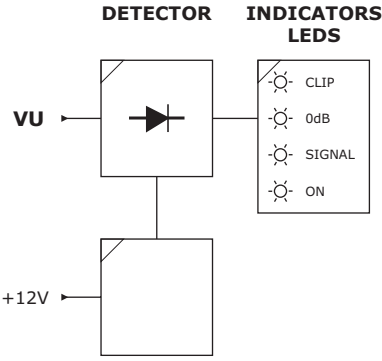 DETECTOR
INDICATORS
LEDS
CLIP
VU
0dB
SIGNAL
ON
+12V